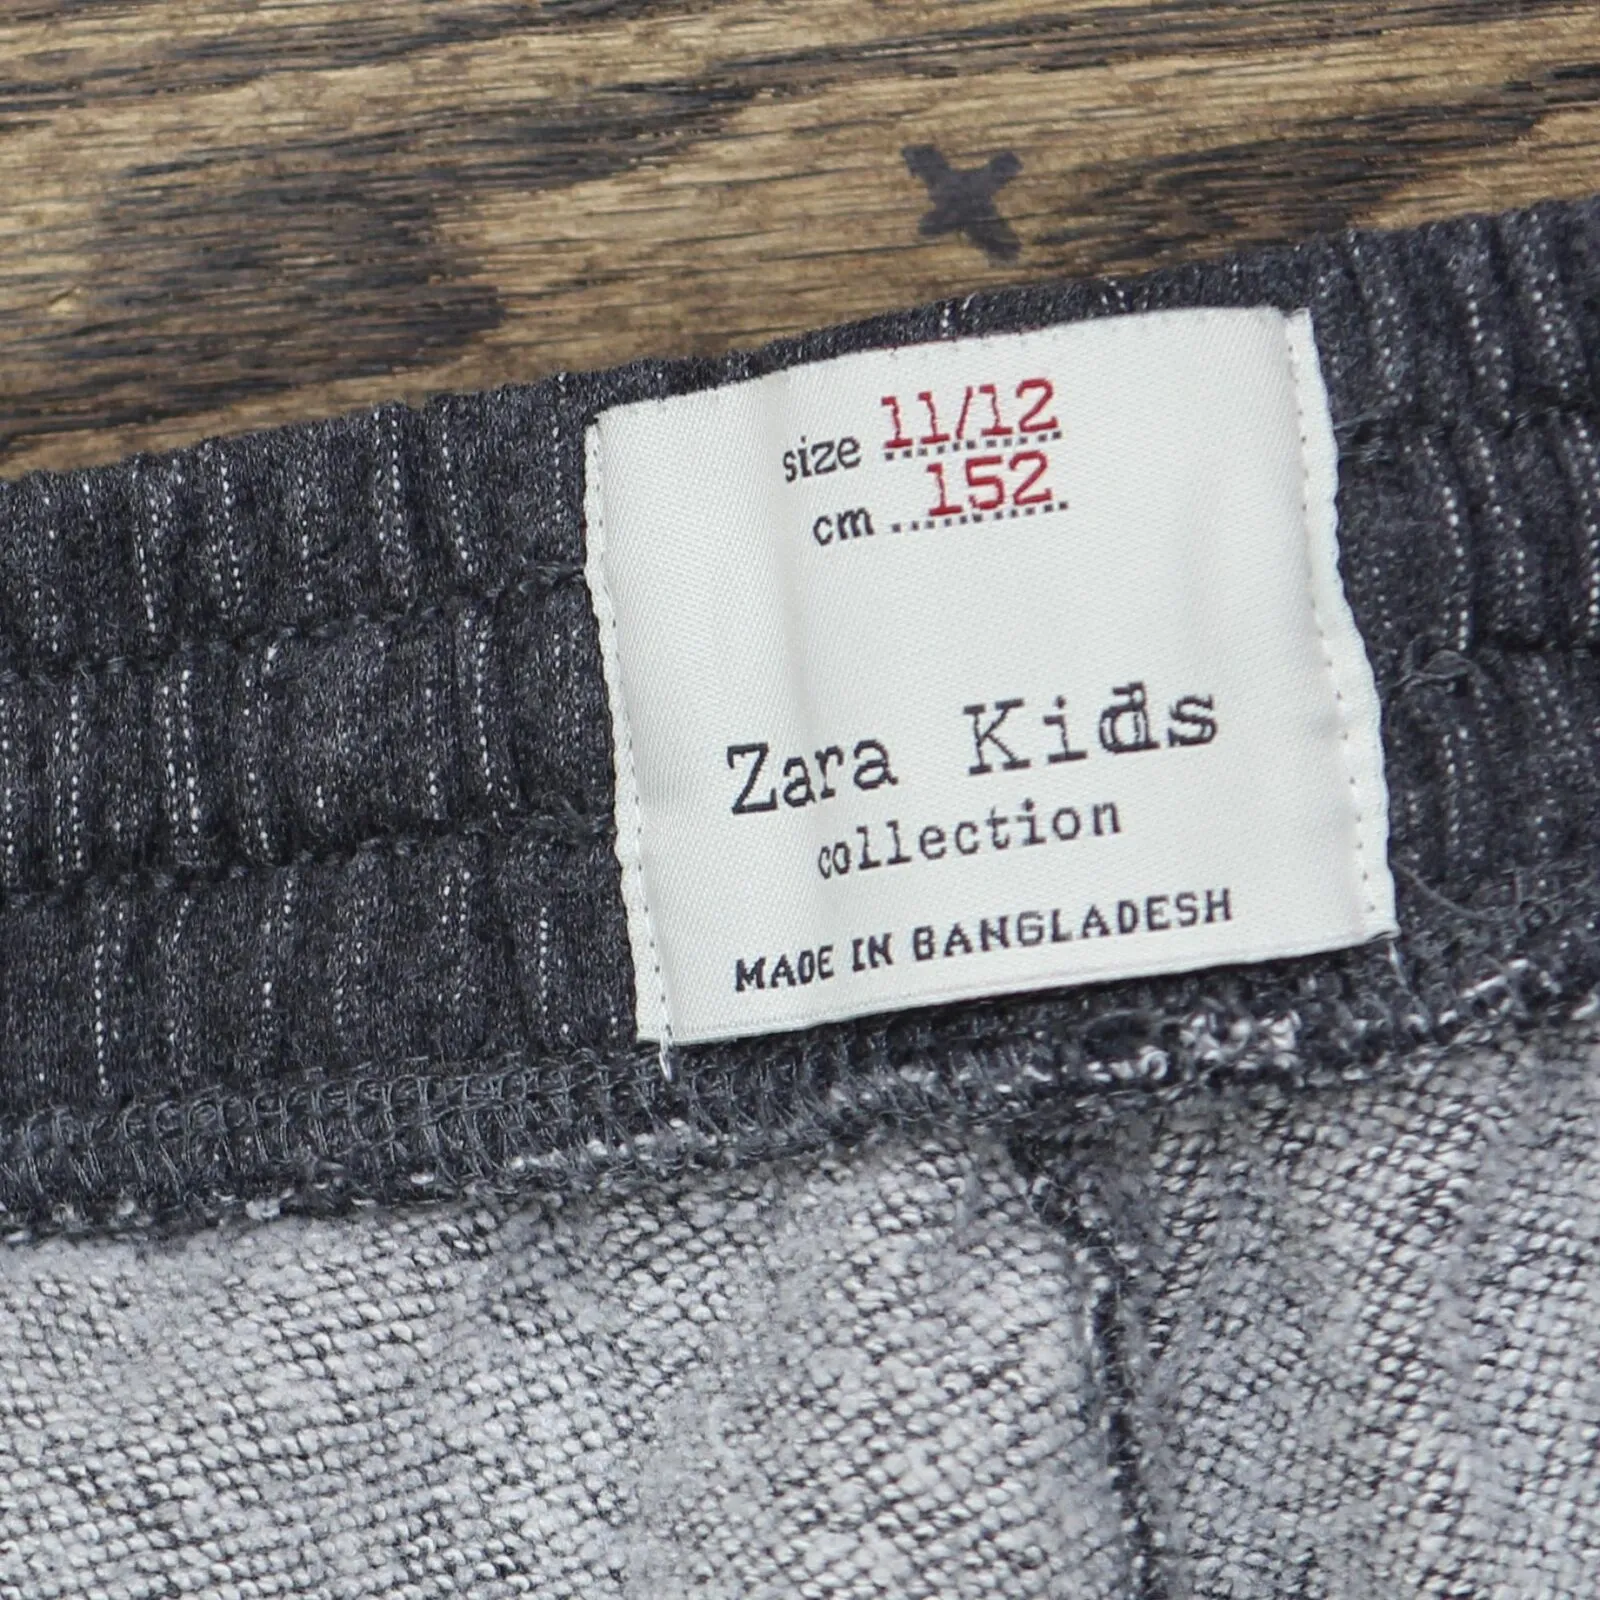 size 11/12
cm 152
Zara Kids
collection
MADE IN BANGLADESH